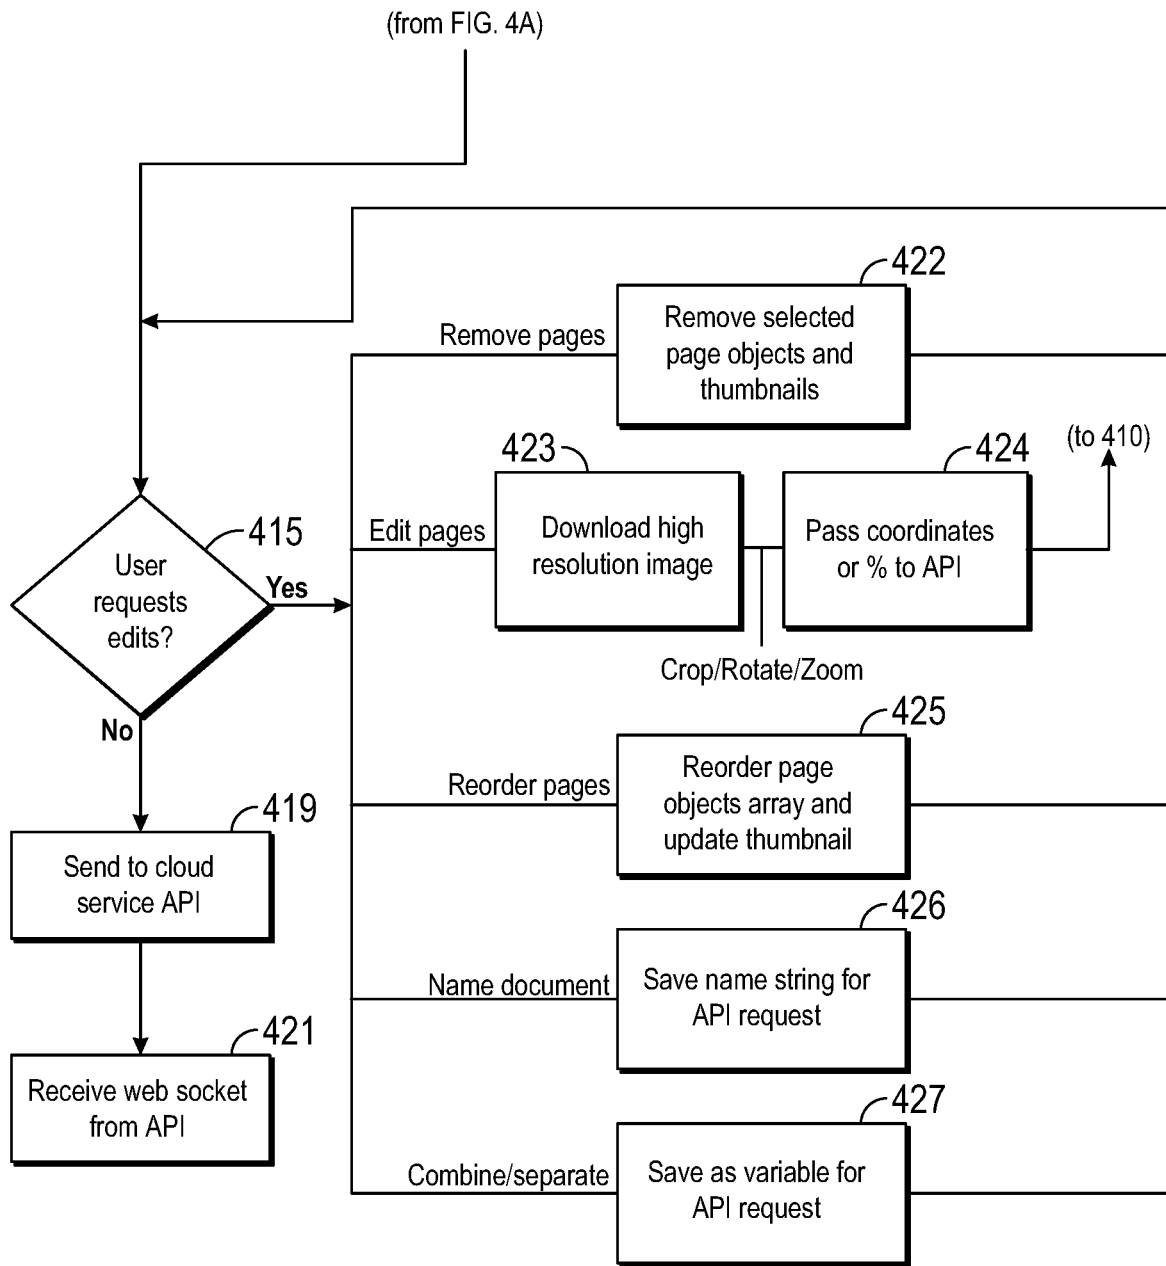 (from FIG. 4A)
422
Remove pages
Remove selected
page objects and
thumbnails
423
424
(to 410)
415
Edit pages
Download high
resolution image
Pass coordinates
or % to API
User
requests
edits?
Yes
Crop/Rotate/Zoom
No
425
Reorder pages
Reorder page
objects array and
update thumbnail
419
Send to cloud
service API
426
Name document
Save name string for
API request
421
Receive web socket
from API
427
Combine/separate
Save as variable for
API request